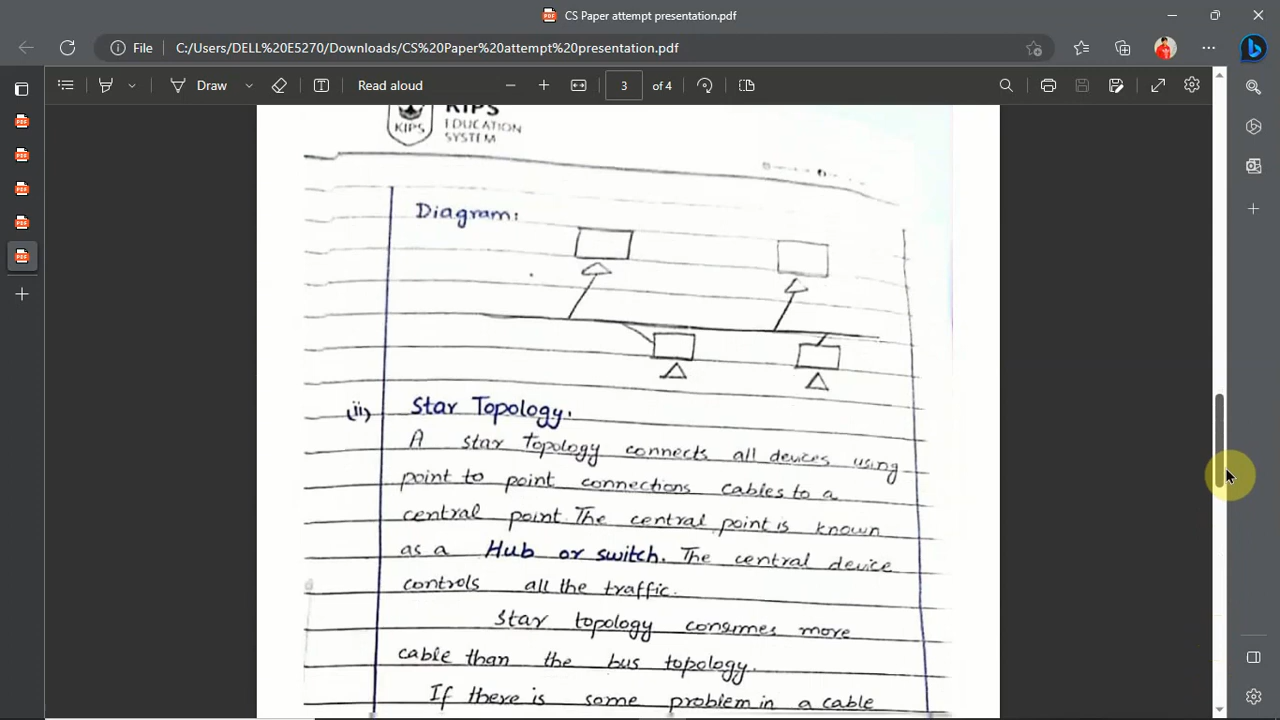 CS Paper attempt presentation.pdf
File C:/Users/DELL%20E5270/Downloads/CS%20Paper%20attempt%20presentation.pdf
Draw Read aloud 3 of 4
KIPS
EDUCATION
SYSTEM
KIPS
Diagram:
(ii) Star Topology.
A star topology connects all devices using
point to point connections cables to a
central point. The central point is known
as a Hub or switch. The central device
controls all the traffic.
Star topology consmes more
cable than the bus topology.
If there is some problem in a cable